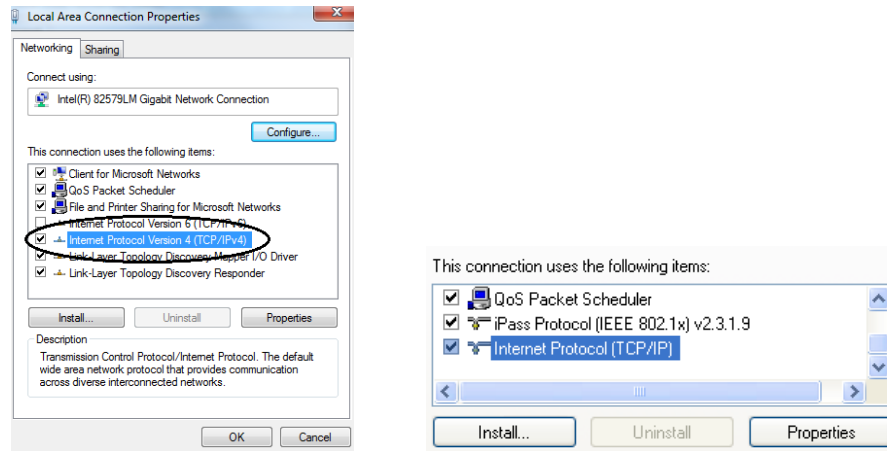 Local Area Connection Properties
Networking Sharing
Connect using:
Intel(R) 82579LM Gigabit Network Connection
Configure...
This connection uses the following items:
Client for Microsoft Networks
QoS Packet Scheduler
File and Printer Sharing for Microsoft Networks
Internet Protocol Version 6 (TCP/IPv6)
Internet Protocol Version 4 (TCP/IPv4)
Link-Layer Topology Discovery Mapper I/O Driver
Link-Layer Topology Discovery Responder
Install... Uninstall Properties
Description
Transmission Control Protocol/Internet Protocol. The default
wide area network protocol that provides communication
across diverse interconnected networks.
OK Cancel
This connection uses the following items:
QoS Packet Scheduler
iPass Protocol (IEEE 802.1x) v2.3.1.9
Internet Protocol (TCP/IP)
Install... Uninstall Properties